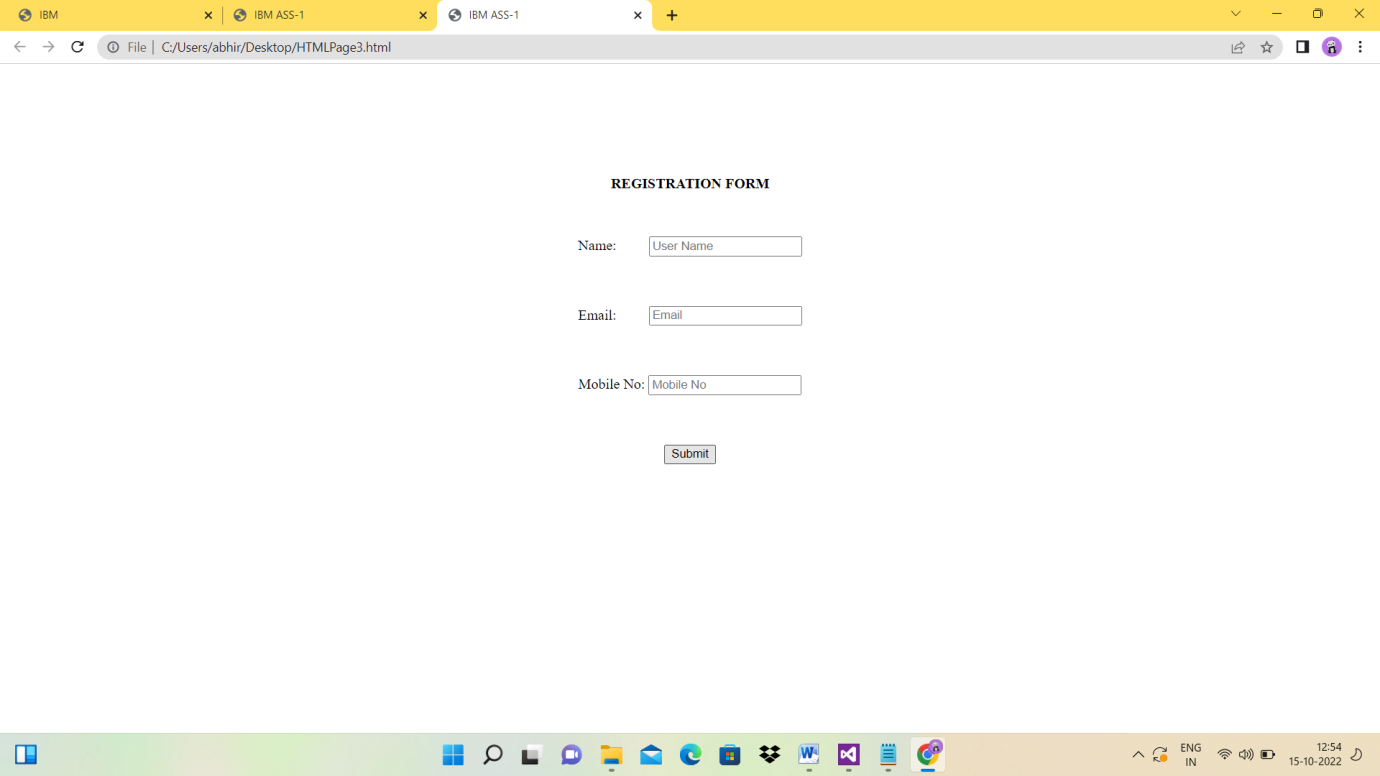 IBM
IBM ASS-1
IBM ASS-1
File | C:/Users/abhir/Desktop/HTMLPage3.html
REGISTRATION FORM
Name: User Name
Email: Email
Mobile No: Mobile No
Submit
W
ENG
IN
12:54
15-10-2022